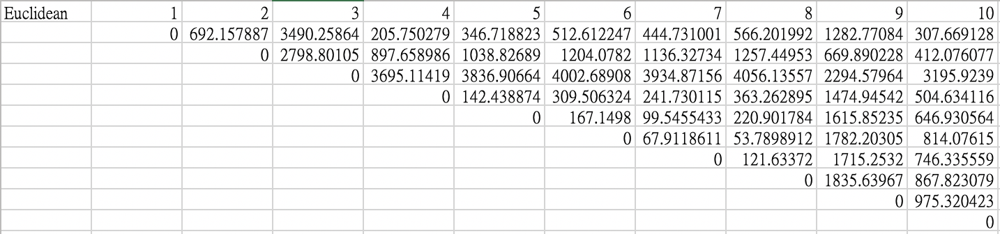 Euclidean 1 2 3 4 5 6 7 8 9 10
0 692.157887 3490.25864 205.750279 346.718823 512.612247 444.731001 566.201992 1282.77084 307.669128
0 2798.80105 897.658986 1038.82689 1204.0782 1136.32734 1257.44953 669.890228 412.076077
0 3695.11419 3836.90664 4002.68908 3934.87156 4056.13557 2294.57964 3195.9239
0 142.438874 309.506324 241.730115 363.262895 1474.94542 504.634116
0 167.1498 99.5455433 220.901784 1615.85235 646.930564
0 67.9118611 53.7898912 1782.20305 814.07615
0 121.63372 1715.2532 746.335559
0 1835.63967 867.823079
0 975.320423
0